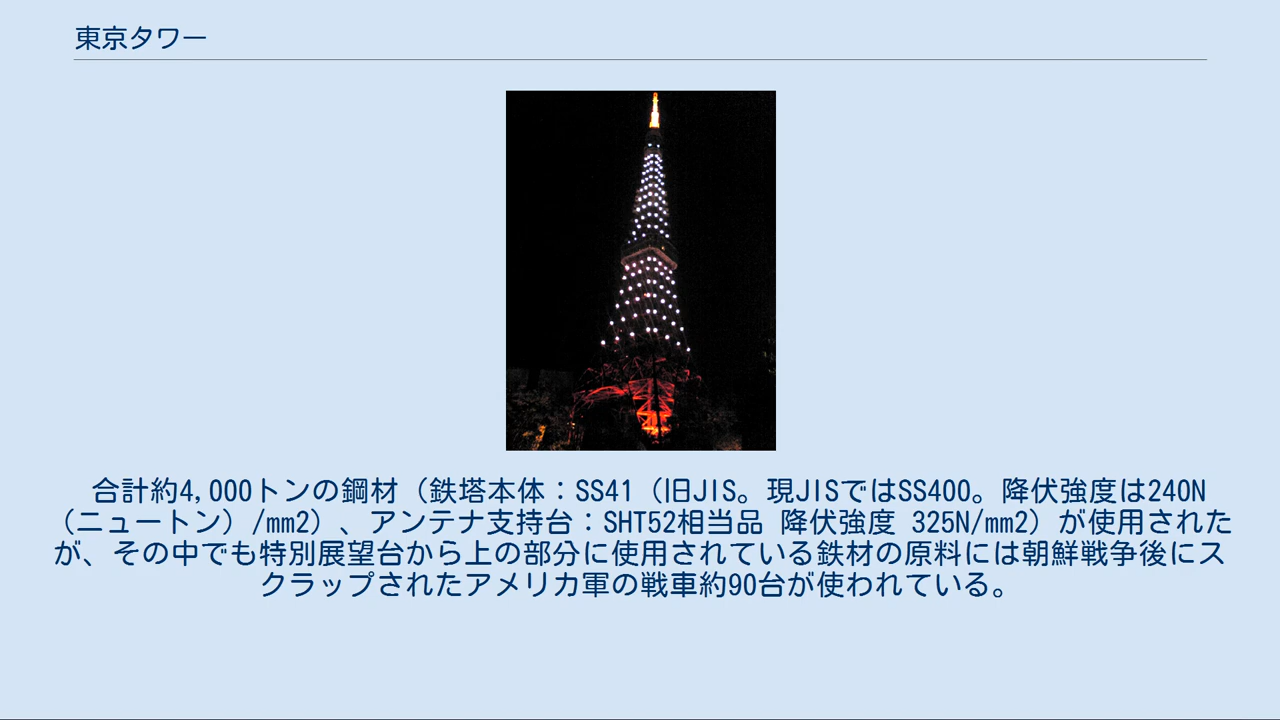 東京タワー
合計約4,000トンの鋼材（鉄塔本体：SS41（旧JIS。現JISではSS400。降伏強度は240N
（ニュートン）/mm2）、アンテナ支持台：SHT52相当品 降伏強度 325N/mm2）が使用された
が、その中でも特別展望台から上の部分に使用されている鉄材の原料には朝鮮戦争後にス
クラップされたアメリカ軍の戦車約90台が使われている。